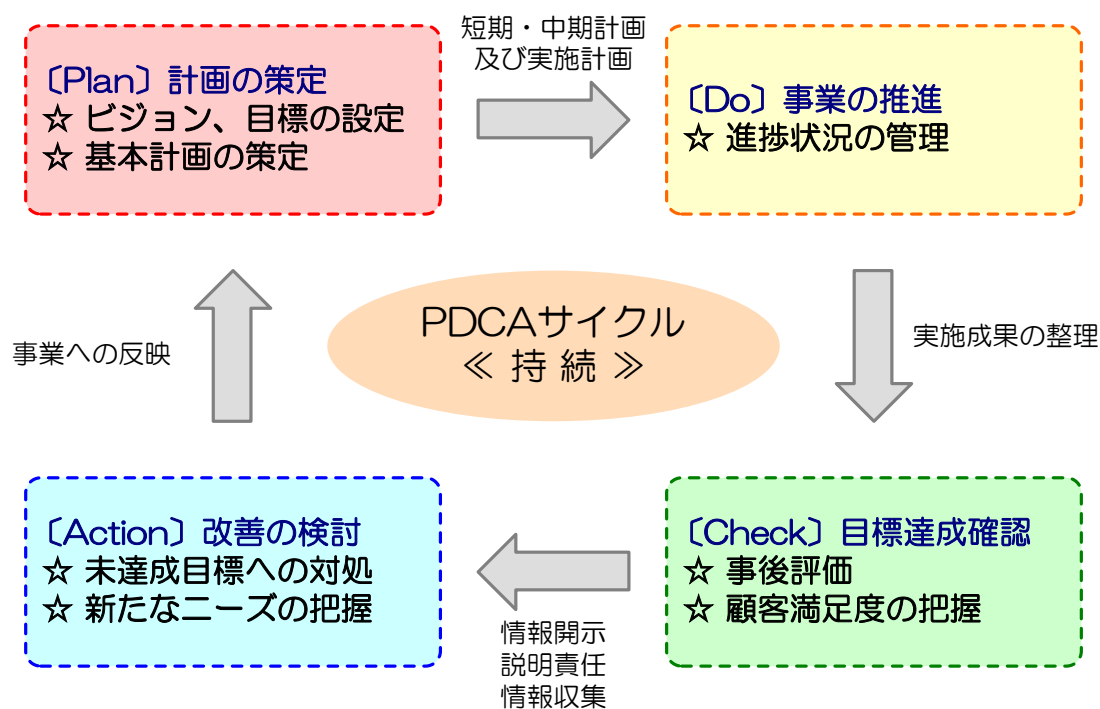 短期・中期計画
及び実施計画
〔Plan〕計画の策定
☆ ビジョン、目標の設定
☆ 基本計画の策定
〔Do〕事業の推進
☆ 進捗状況の管理
PDCAサイクル
≪ 持 続 ≫
事業への反映
実施成果の整理
〔Action〕改善の検討
☆ 未達成目標への対処
☆ 新たなニーズの把握
〔Check〕目標達成確認
☆ 事後評価
☆ 顧客満足度の把握
情報開示
説明責任
情報収集